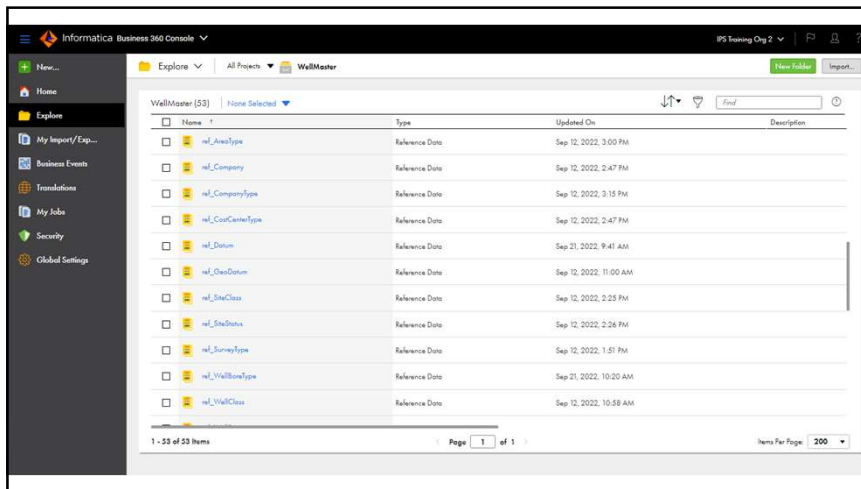 Informatica Business 360 Console
IPS Training Org 2
?
New...
Explore
All Projects
WellMaster
New Folder
Import...
Home
Explore
My Import/Exp...
Business Events
Translations
My Jobs
Security
Global Settings
WellMaster (53)
None Selected
Find
Name ↑ Type Updated On Description
ref_AreaType Reference Data Sep 12, 2022, 3:00 PM
ref_Company Reference Data Sep 12, 2022, 2:47 PM
ref_CompanyType Reference Data Sep 12, 2022, 3:15 PM
ref_CostCenterType Reference Data Sep 12, 2022, 2:47 PM
ref_Datum Reference Data Sep 21, 2022, 9:41 AM
ref_GeoDatum Reference Data Sep 12, 2022, 11:00 AM
ref_SiteClass Reference Data Sep 12, 2022, 2:25 PM
ref_SiteStatus Reference Data Sep 12, 2022, 2:26 PM
ref_SurveyType Reference Data Sep 12, 2022, 1:51 PM
ref_WellBoreType Reference Data Sep 21, 2022, 10:20 AM
ref_WellClass Reference Data Sep 12, 2022, 10:58 AM
1 - 53 of 53 Items
Page 1 of 1
Items Per Page: 200